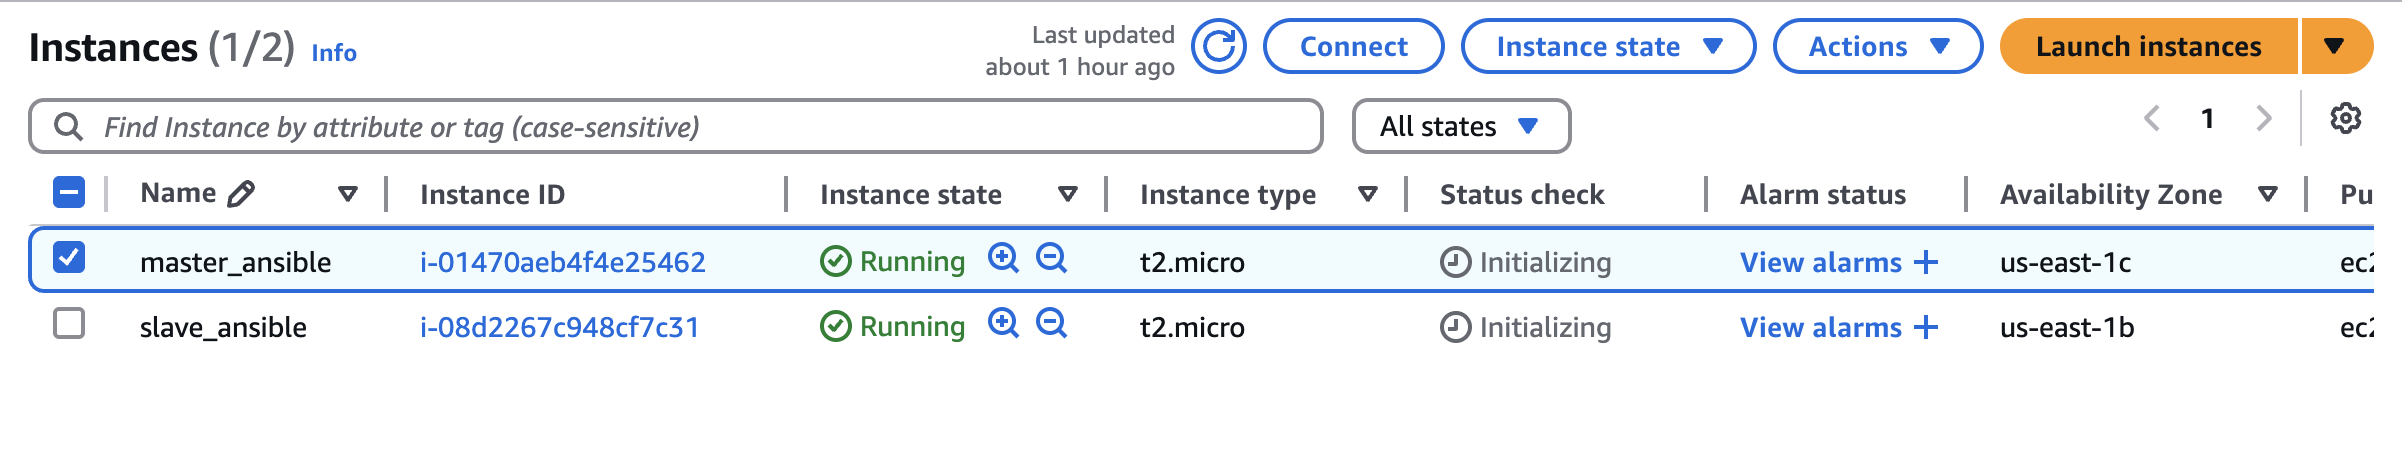 Instances (1/2) Info
Last updated
about 1 hour ago
Connect
Instance state
Actions
Launch instances
Find Instance by attribute or tag (case-sensitive)
All states
1
Name Instance ID Instance state Instance type Status check Alarm status Availability Zone Pu
master_ansible i-01470aeb4f4e25462 Running t2.micro Initializing View alarms + us-east-1c ec2
slave_ansible i-08d2267c948cf7c31 Running t2.micro Initializing View alarms + us-east-1b ec2